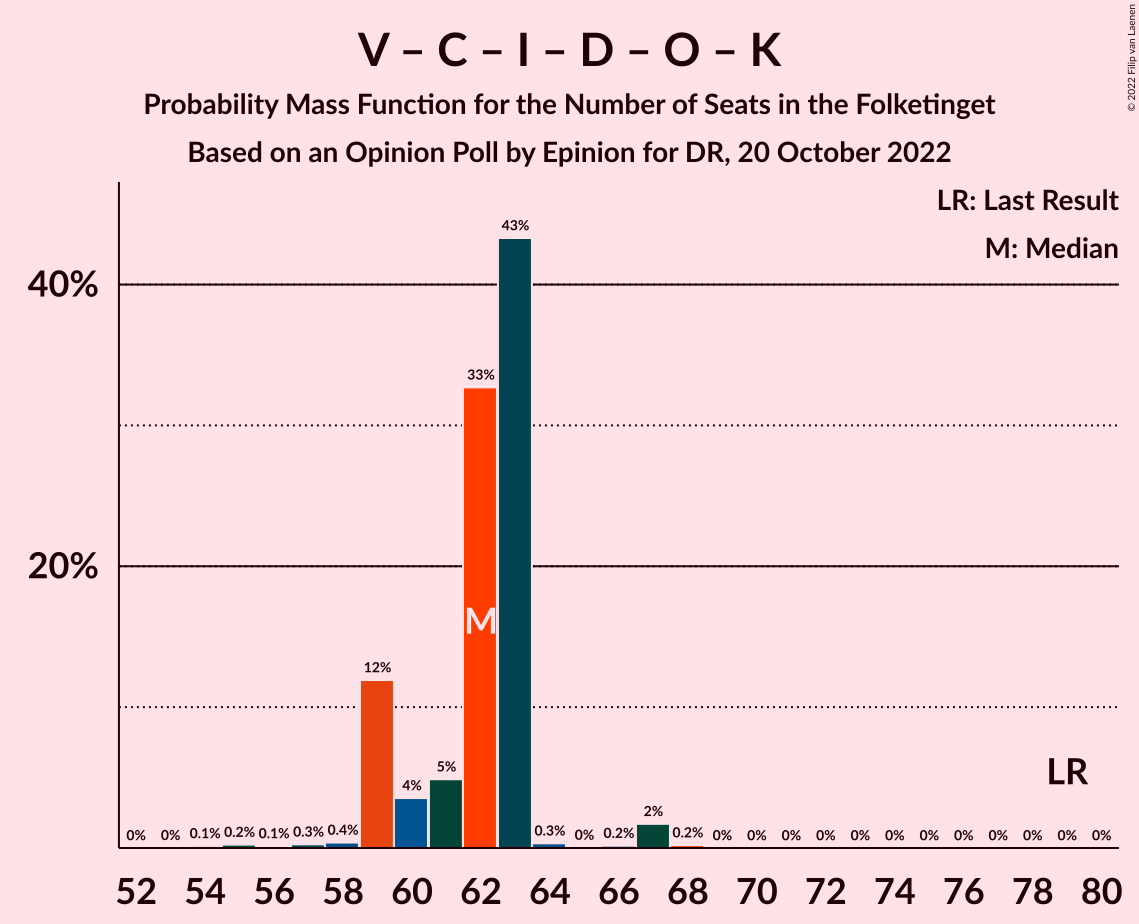 V – C – I – D – O – K
Probability Mass Function for the Number of Seats in the Folketinget
Based on an Opinion Poll by Epinion for DR, 20 October 2022
© 2022 Filip van Laenen
LR: Last Result
M: Median
43%
40%
33%
20%
M
12%
LR
5%
4%
2%
0% 0% 0.1% 0.2% 0.1% 0.3% 0.4% 0.3% 0% 0.2% 0.2% 0% 0% 0% 0% 0% 0% 0% 0% 0% 0% 0% 0%
52 54 56 58 60 62 64 66 68 70 72 74 76 78 80